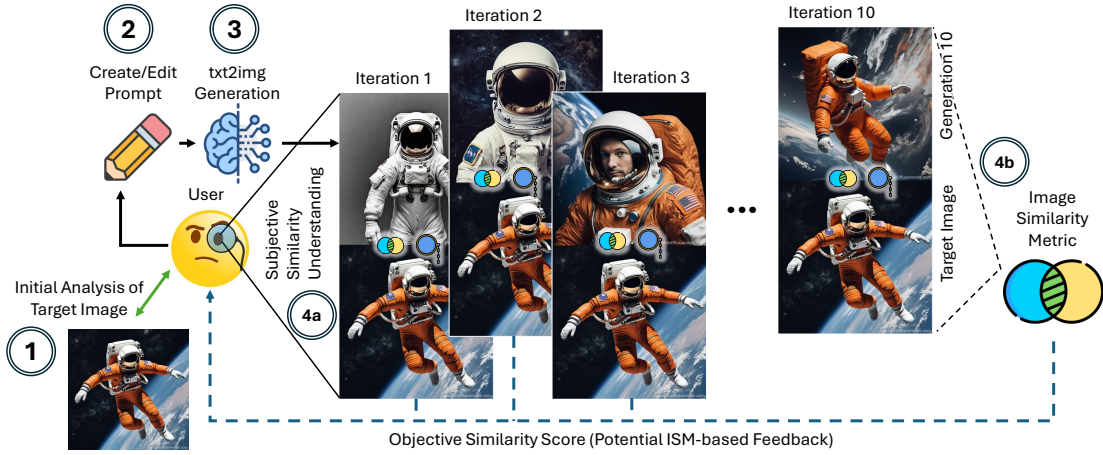 2
Create/Edit
Prompt
3
txt2img
Generation
Iteration 1
Iteration 2
Iteration 3
Iteration 10
Generation 10
Target Image
4b
Image
Similarity
Metric
User
Subjective
Similarity
Understanding
4a
Initial Analysis of
Target Image
1
Objective Similarity Score (Potential ISM-based Feedback)